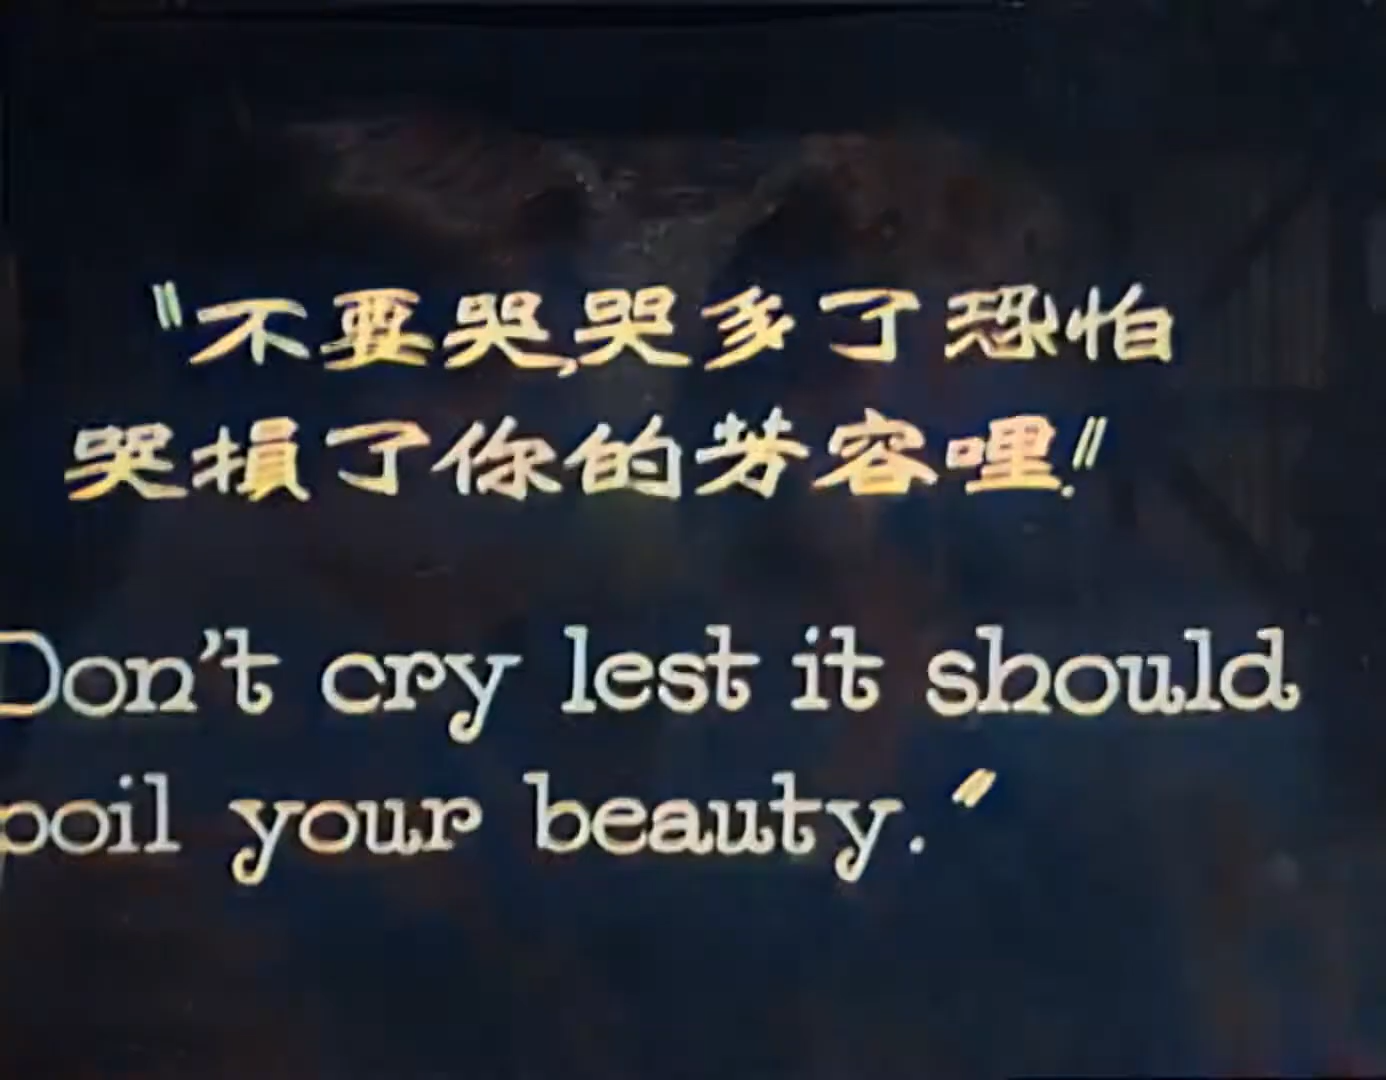 "不要哭,哭多了恐怕
哭損了你的芳容哩."
Don't cry lest it should
poil your beauty."